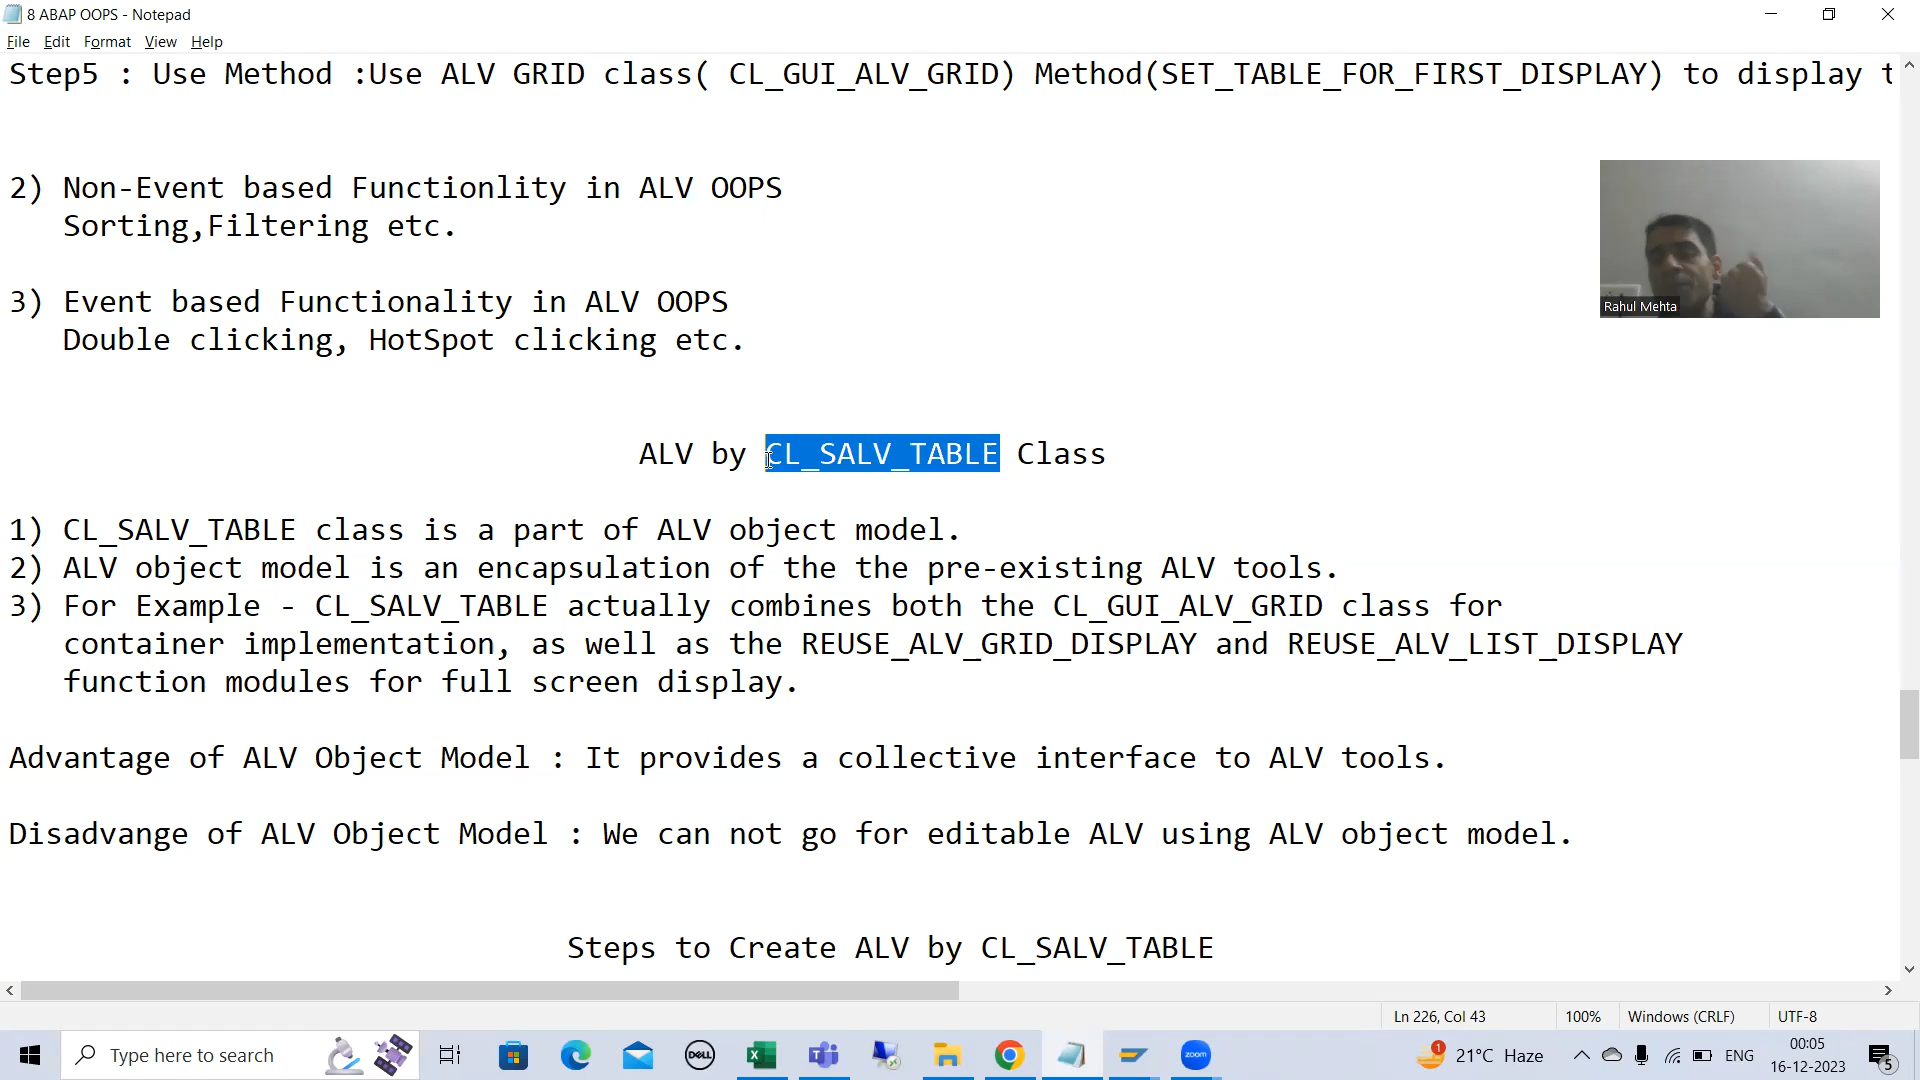 8 ABAP OOPS - Notepad
File Edit Format View Help
Step5 : Use Method :Use ALV GRID class( CL_GUI_ALV_GRID) Method(SET_TABLE_FOR_FIRST_DISPLAY) to display t
2) Non-Event based Functionlity in ALV OOPS
Sorting,Filtering etc.
Rahul Mehta
3) Event based Functionality in ALV OOPS
Double clicking, HotSpot clicking etc.
ALV by CL_SALV_TABLE Class
1) CL_SALV_TABLE class is a part of ALV object model.
2) ALV object model is an encapsulation of the the pre-existing ALV tools.
3) For Example - CL_SALV_TABLE actually combines both the CL_GUI_ALV_GRID class for
container implementation, as well as the REUSE_ALV_GRID_DISPLAY and REUSE_ALV_LIST_DISPLAY
function modules for full screen display.
Advantage of ALV Object Model : It provides a collective interface to ALV tools.
Disadvange of ALV Object Model : We can not go for editable ALV using ALV object model.
Steps to Create ALV by CL_SALV_TABLE
Ln 226, Col 43 100% Windows (CRLF) UTF-8
Type here to search DELL zoom 1 21°C Haze ENG 00:05 5
16-12-2023